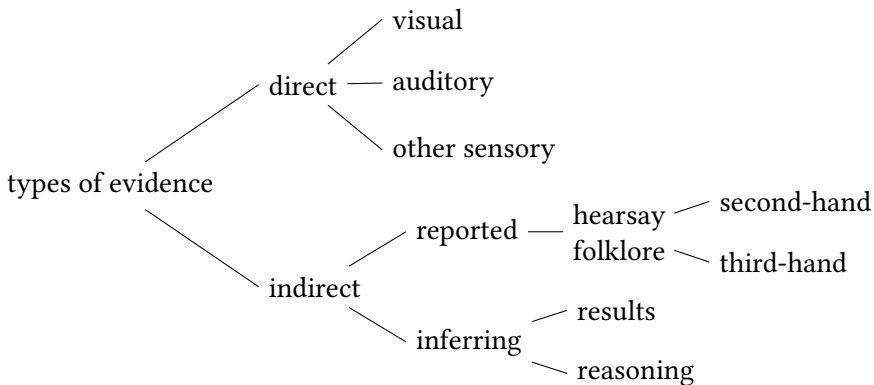 visual
direct
auditory
other sensory
types of evidence
second-hand
hearsay
reported
folklore
third-hand
indirect
results
inferring
reasoning